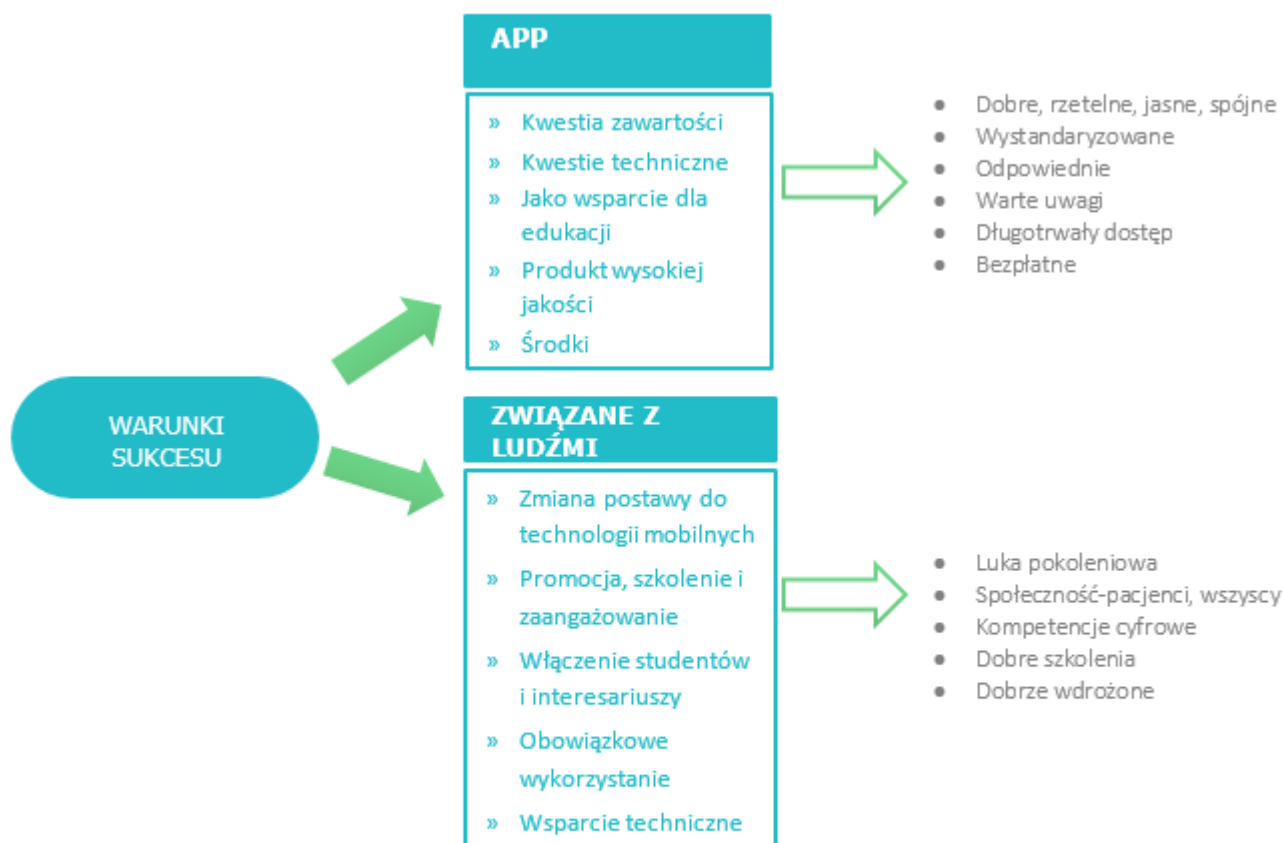 APP
» Kwestia zawartości
» Kwestie techniczne
» Jako wsparcie dla
edukacji
» Produkt wysokiej
jakości
» Środki
● Dobre, rzetelne, jasne, spójne
● Wystandaryzowane
● Odpowiednie
● Warte uwagi
● Długotrwały dostęp
● Bezpłatne
WARUNKI
SUKCESU
ZWIĄZANE Z
LUDŹMI
» Zmiana postawy do
technologii mobilnych
» Promocja, szkolenie i
zaangażowanie
» Włączenie studentów
i interesariuszy
» Obowiązkowe
wykorzystanie
» Wsparcie techniczne
● Luka pokoleniowa
● Społeczność-pacjenci, wszyscy
● Kompetencje cyfrowe
● Dobre szkolenia
● Dobrze wdrożone